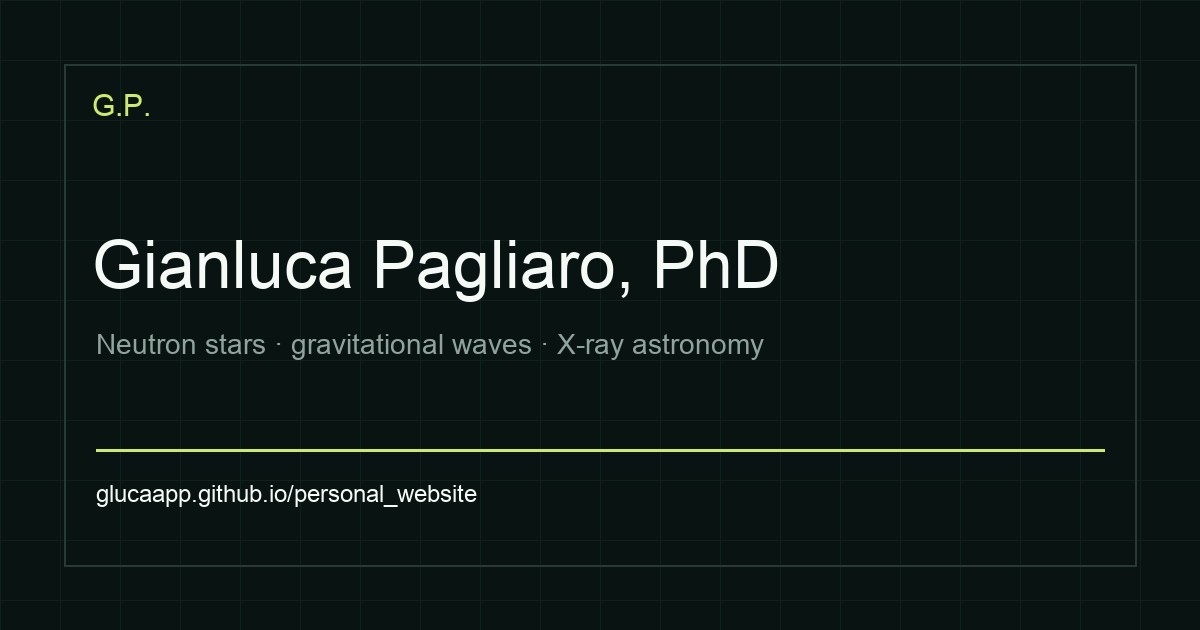 G.P.
Gianluca Pagliaro, PhD
Neutron stars · gravitational waves · X-ray astronomy
glucaapp.github.io/personal_website